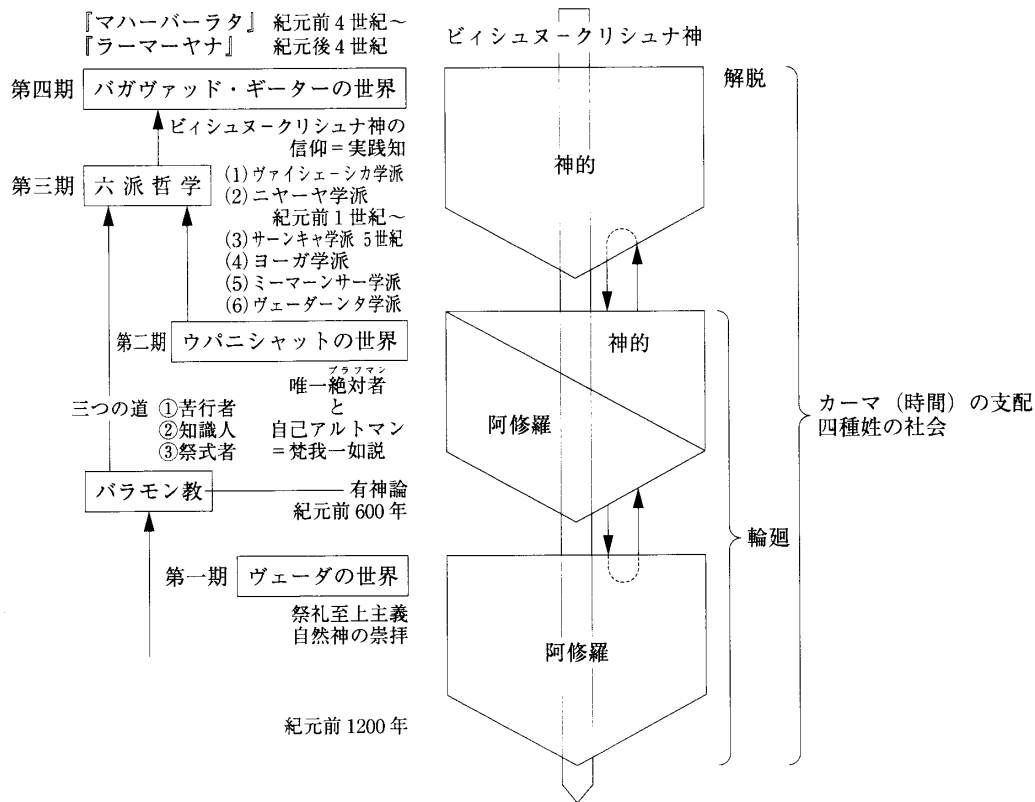 『マハーバーラタ』 紀元前4世紀～
『ラーマーヤナ』 紀元後4世紀
第四期 バガヴァッド・ギーターの世界
ビィシュヌ－クリシュナ神の
信仰＝実践知
第三期 六派哲学
(1)ヴァイシェーシカ学派
(2)ニヤーヤ学派
紀元前1世紀～
(3)サーンキャ学派 5世紀
(4)ヨーガ学派
(5)ミーマーンサー学派
(6)ヴェーダーンタ学派
第二期 ウパニシャットの世界
ブラフマン
唯一絶対者
と
自己アルトマン
＝梵我一如説
三つの道 ①苦行者
②知識人
③祭式者
バラモン教 有神論
紀元前600年
第一期 ヴェーダの世界
祭礼至上主義
自然神の崇拝
紀元前1200年
ビィシュヌ－クリシュナ神
解脱
神的
神的
阿修羅
阿修羅
輪廻
カーマ（時間）の支配
四種姓の社会